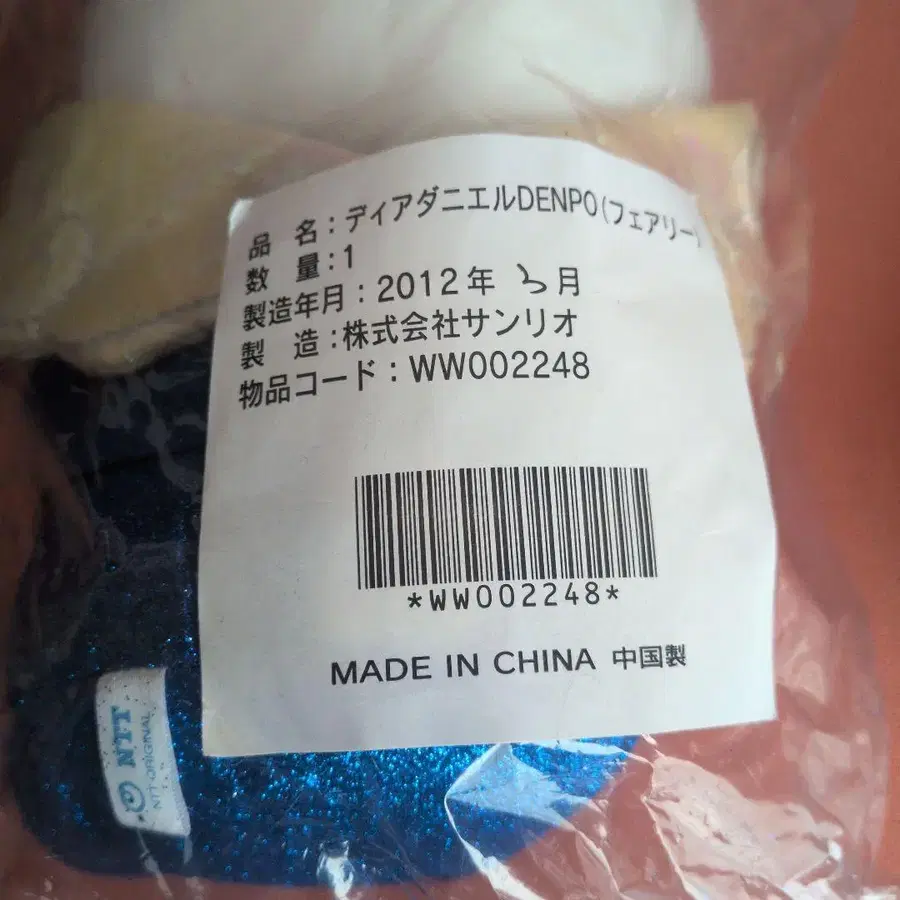 品 名：ディアダニエルDENPO(フェアリー)
数 量：1
製造年月：2012年 3月
製 造：株式会社サンリオ
物品コード：WW002248
*WW002248*
MADE IN CHINA 中国製
NTT
NTT ORIGINAL